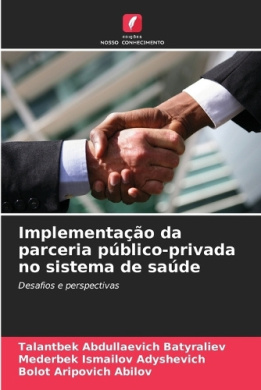 edições
NOSSO CONHECIMENTO
Implementação da
parceria público-privada
no sistema de saúde
Desafios e perspectivas
Talantbek Abdullaevich Batyraliev
Mederbek Ismailov Adyshevich
Bolot Aripovich Abilov